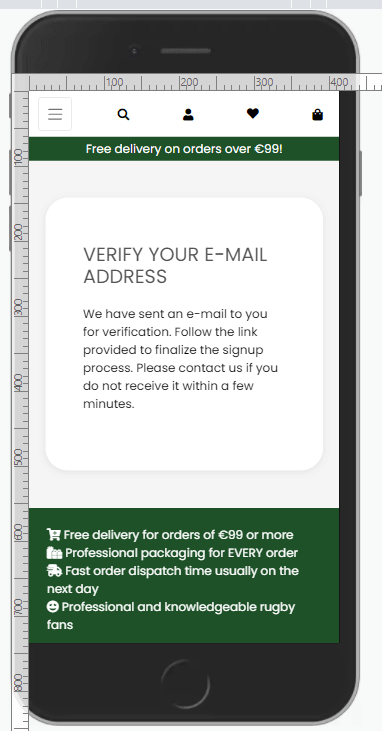 100 200 300 400
Free delivery on orders over €99!
100
VERIFY YOUR E-MAIL
ADDRESS
200
We have sent an e-mail to you
300
for verification. Follow the link
provided to finalize the signup
process. Please contact us if you
400
do not receive it within a few
minutes.
500
Free delivery for orders of €99 or more
600
Professional packaging for EVERY order
Fast order dispatch time usually on the
next day
Professional and knowledgeable rugby
700
fans
800